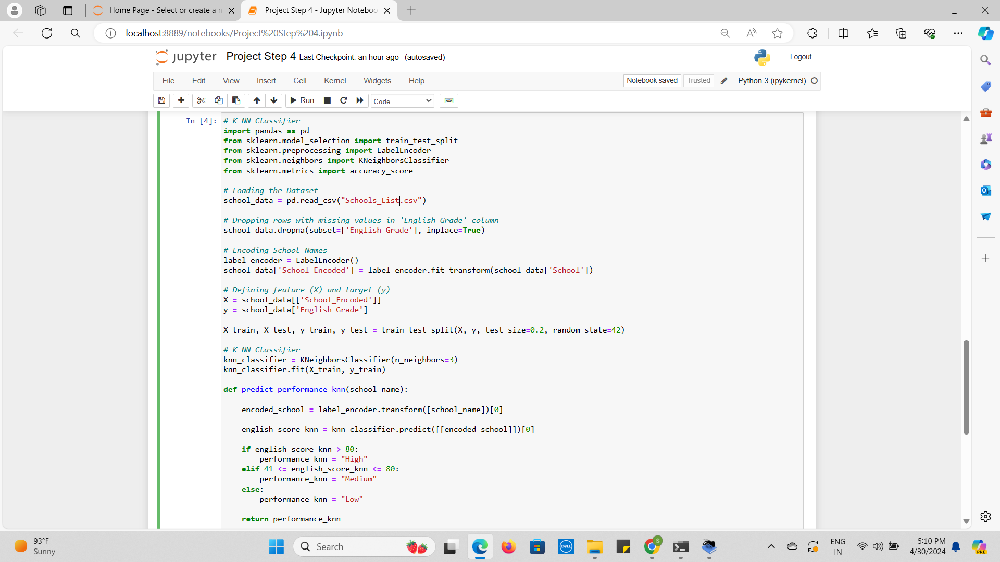 Home Page - Select or create a n
Project Step 4 - Jupyter Noteboo
localhost:8889/notebooks/Project%20Step%204.ipynb
jupyter Project Step 4 Last Checkpoint: an hour ago (autosaved)
Logout
File Edit View Insert Cell Kernel Widgets Help
Notebook saved Trusted Python 3 (ipykernel)
Run Code
In [4]:
# K-NN Classifier
import pandas as pd
from sklearn.model_selection import train_test_split
from sklearn.preprocessing import LabelEncoder
from sklearn.neighbors import KNeighborsClassifier
from sklearn.metrics import accuracy_score
# Loading the Dataset
school_data = pd.read_csv("Schools_List.csv")
# Dropping rows with missing values in 'English Grade' column
school_data.dropna(subset=['English Grade'], inplace=True)
# Encoding School Names
label_encoder = LabelEncoder()
school_data['School_Encoded'] = label_encoder.fit_transform(school_data['School'])
# Defining feature (X) and target (y)
X = school_data[['School_Encoded']]
y = school_data['English Grade']
X_train, X_test, y_train, y_test = train_test_split(X, y, test_size=0.2, random_state=42)
# K-NN Classifier
knn_classifier = KNeighborsClassifier(n_neighbors=3)
knn_classifier.fit(X_train, y_train)
def predict_performance_knn(school_name):
    encoded_school = label_encoder.transform([school_name])[0]
    english_score_knn = knn_classifier.predict([[encoded_school]])[0]
    if english_score_knn > 80:
        performance_knn = "High"
    elif 41 <= english_score_knn <= 80:
        performance_knn = "Medium"
    else:
        performance_knn = "Low"
    return performance_knn
93°F
Sunny
Search
DELL
S
ENG
IN
5:10 PM
4/30/2024
PRE